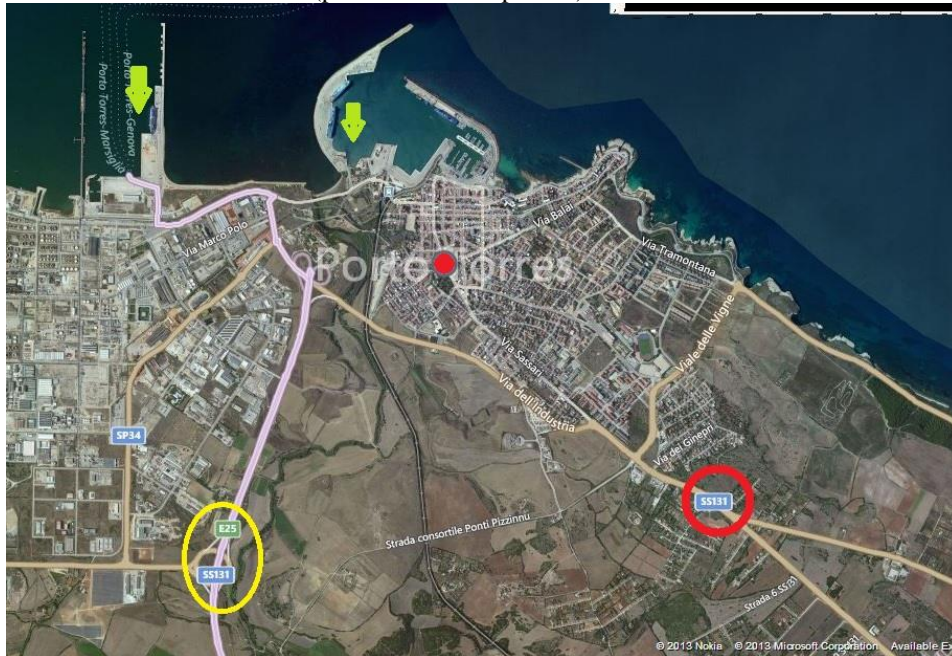 Porto Torres-Genova
Porto Torres-Marsiglia
Via Marco Polo
Porto Torres
Via Balai
Via Tramontana
Viale delle Vigne
Via Sassari
Via dell'Industria
Via dei Ginepri
SP34
E25
SS131
SS131
Strada consortile Ponti Pizzinnu
Strada 6 SS131
© 2013 Nokia © 2013 Microsoft Corporation Available E